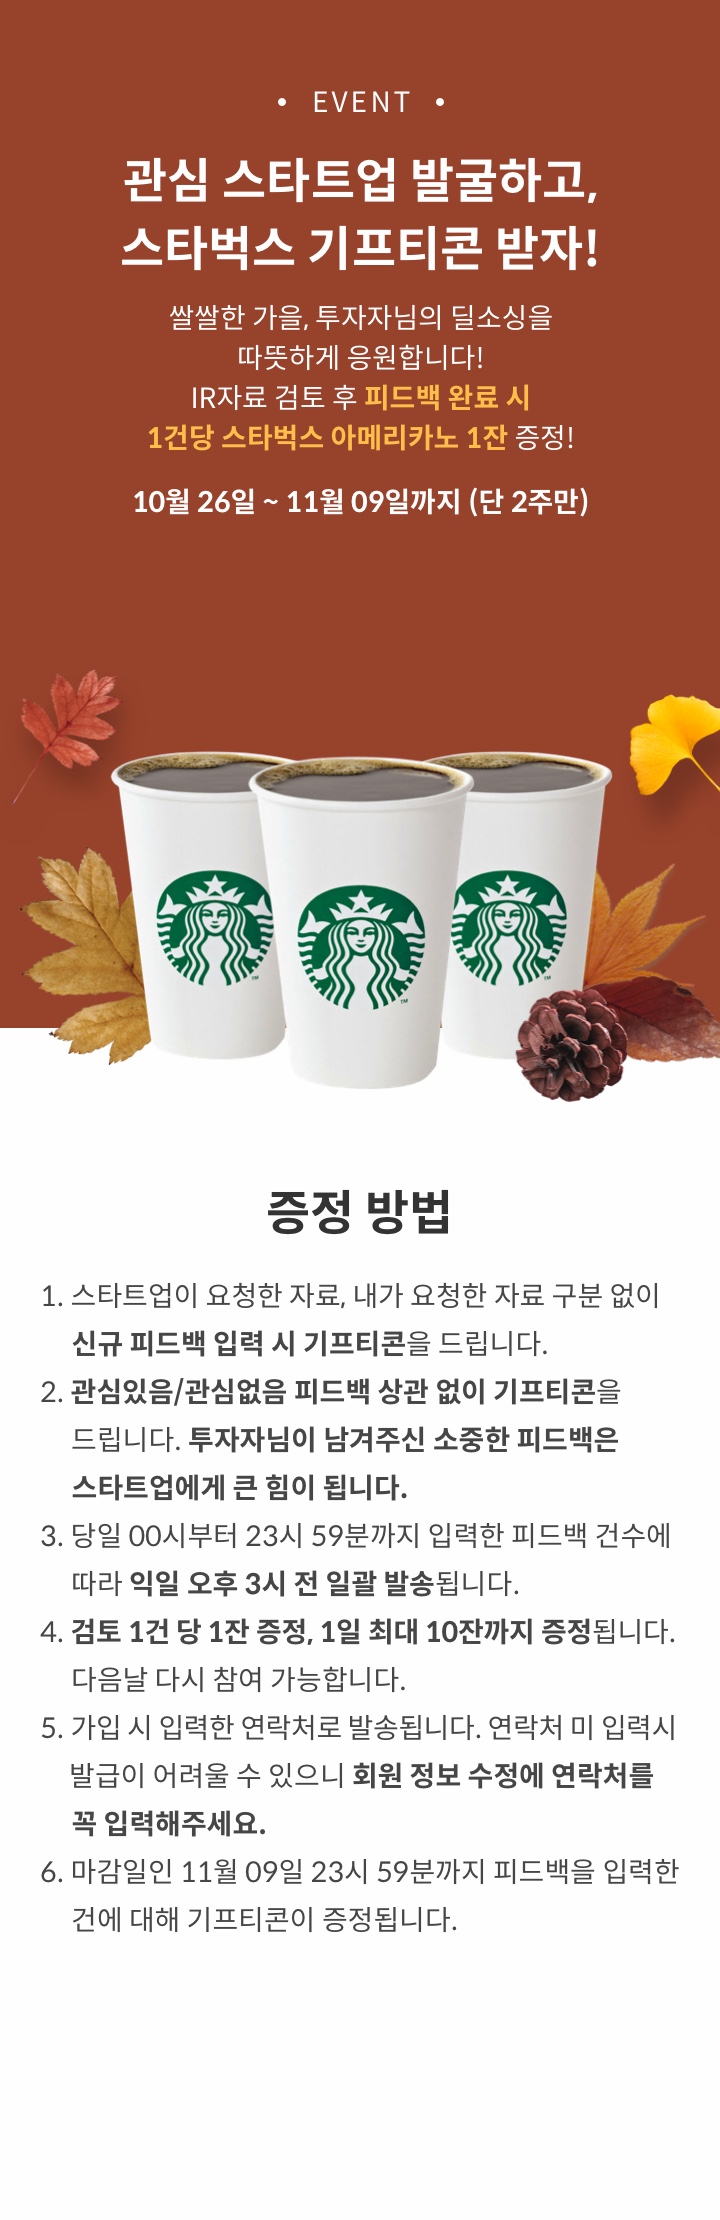 • EVENT •
관심 스타트업 발굴하고,
스타벅스 기프티콘 받자!
쌀쌀한 가을, 투자자님의 딜소싱을
따뜻하게 응원합니다!
IR자료 검토 후 피드백 완료 시
1건당 스타벅스 아메리카노 1잔 증정!
10월 26일 ~ 11월 09일까지 (단 2주만)
TM
TM
TM
증정 방법
1. 스타트업이 요청한 자료, 내가 요청한 자료 구분 없이
신규 피드백 입력 시 기프티콘을 드립니다.
2. 관심있음/관심없음 피드백 상관 없이 기프티콘을
드립니다. 투자자님이 남겨주신 소중한 피드백은
스타트업에게 큰 힘이 됩니다.
3. 당일 00시부터 23시 59분까지 입력한 피드백 건수에
따라 익일 오후 3시 전 일괄 발송됩니다.
4. 검토 1건 당 1잔 증정, 1일 최대 10잔까지 증정됩니다.
다음날 다시 참여 가능합니다.
5. 가입 시 입력한 연락처로 발송됩니다. 연락처 미 입력시
발급이 어려울 수 있으니 회원 정보 수정에 연락처를
꼭 입력해주세요.
6. 마감일인 11월 09일 23시 59분까지 피드백을 입력한
건에 대해 기프티콘이 증정됩니다.